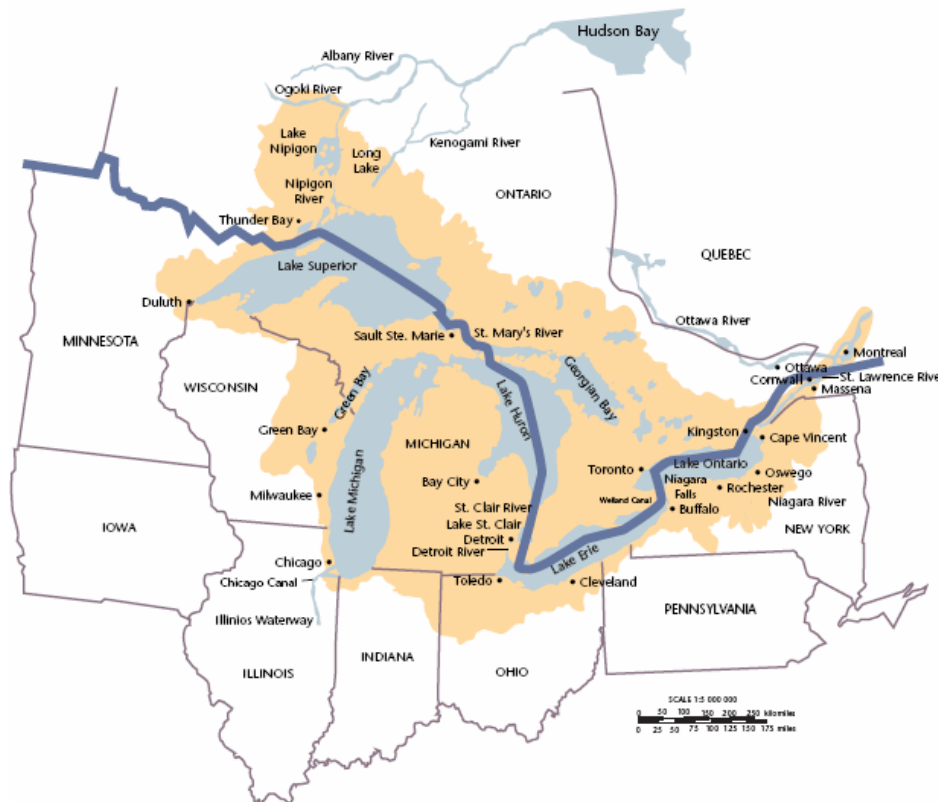 Hudson Bay
Albany River
Ogoki River
Lake
Nipigon
Long
Lake
Kenogami River
Nipigon
River
ONTARIO
Thunder Bay
QUEBEC
Lake Superior
Duluth
Ottawa River
MINNESOTA
Sault Ste. Marie
St. Mary's River
Montreal
Ottawa
Cornwall
St. Lawrence Rive
Massena
WISCONSIN
Green Bay
Georgian Bay
Lake Huron
Green Bay
MICHIGAN
Kingston
Cape Vincent
Toronto
Lake Ontario
Oswego
Bay City
Niagara
Falls
Rochester
Milwaukee
Lake Michigan
Welland Canal
Niagara River
St. Clair River
Buffalo
IOWA
Lake St. Clair
NEW YORK
Detroit
Detroit River
Lake Erie
Chicago
Chicago Canal
Toledo
Cleveland
PENNSYLVANIA
Illinios Waterway
INDIANA
ILLINOIS
OHIO
SCALE 1:5 000 000
0 50 100 150 200 250 kilomiles
0 25 50 75 100 125 150 175 miles